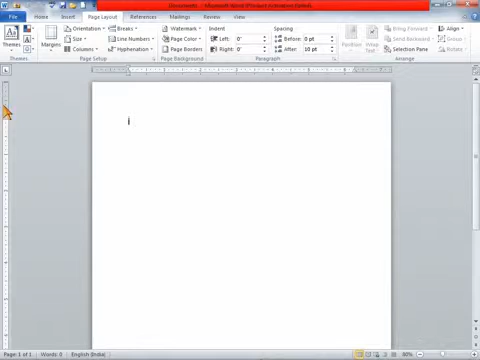 Document1 - Microsoft Word (Product Activation Failed)
File Home Insert Page Layout References Mailings Review View
Themes
Margins
Orientation
Size
Columns
Breaks
Line Numbers
Hyphenation
Page Setup
Watermark
Page Color
Page Borders
Page Background
Indent
Left: 0"
Right: 0"
Spacing
Before: 0 pt
After: 10 pt
Paragraph
Position
Wrap Text
Bring Forward
Send Backward
Selection Pane
Align
Group
Rotate
Arrange
Page: 1 of 1 Words: 0 English (India) 80%